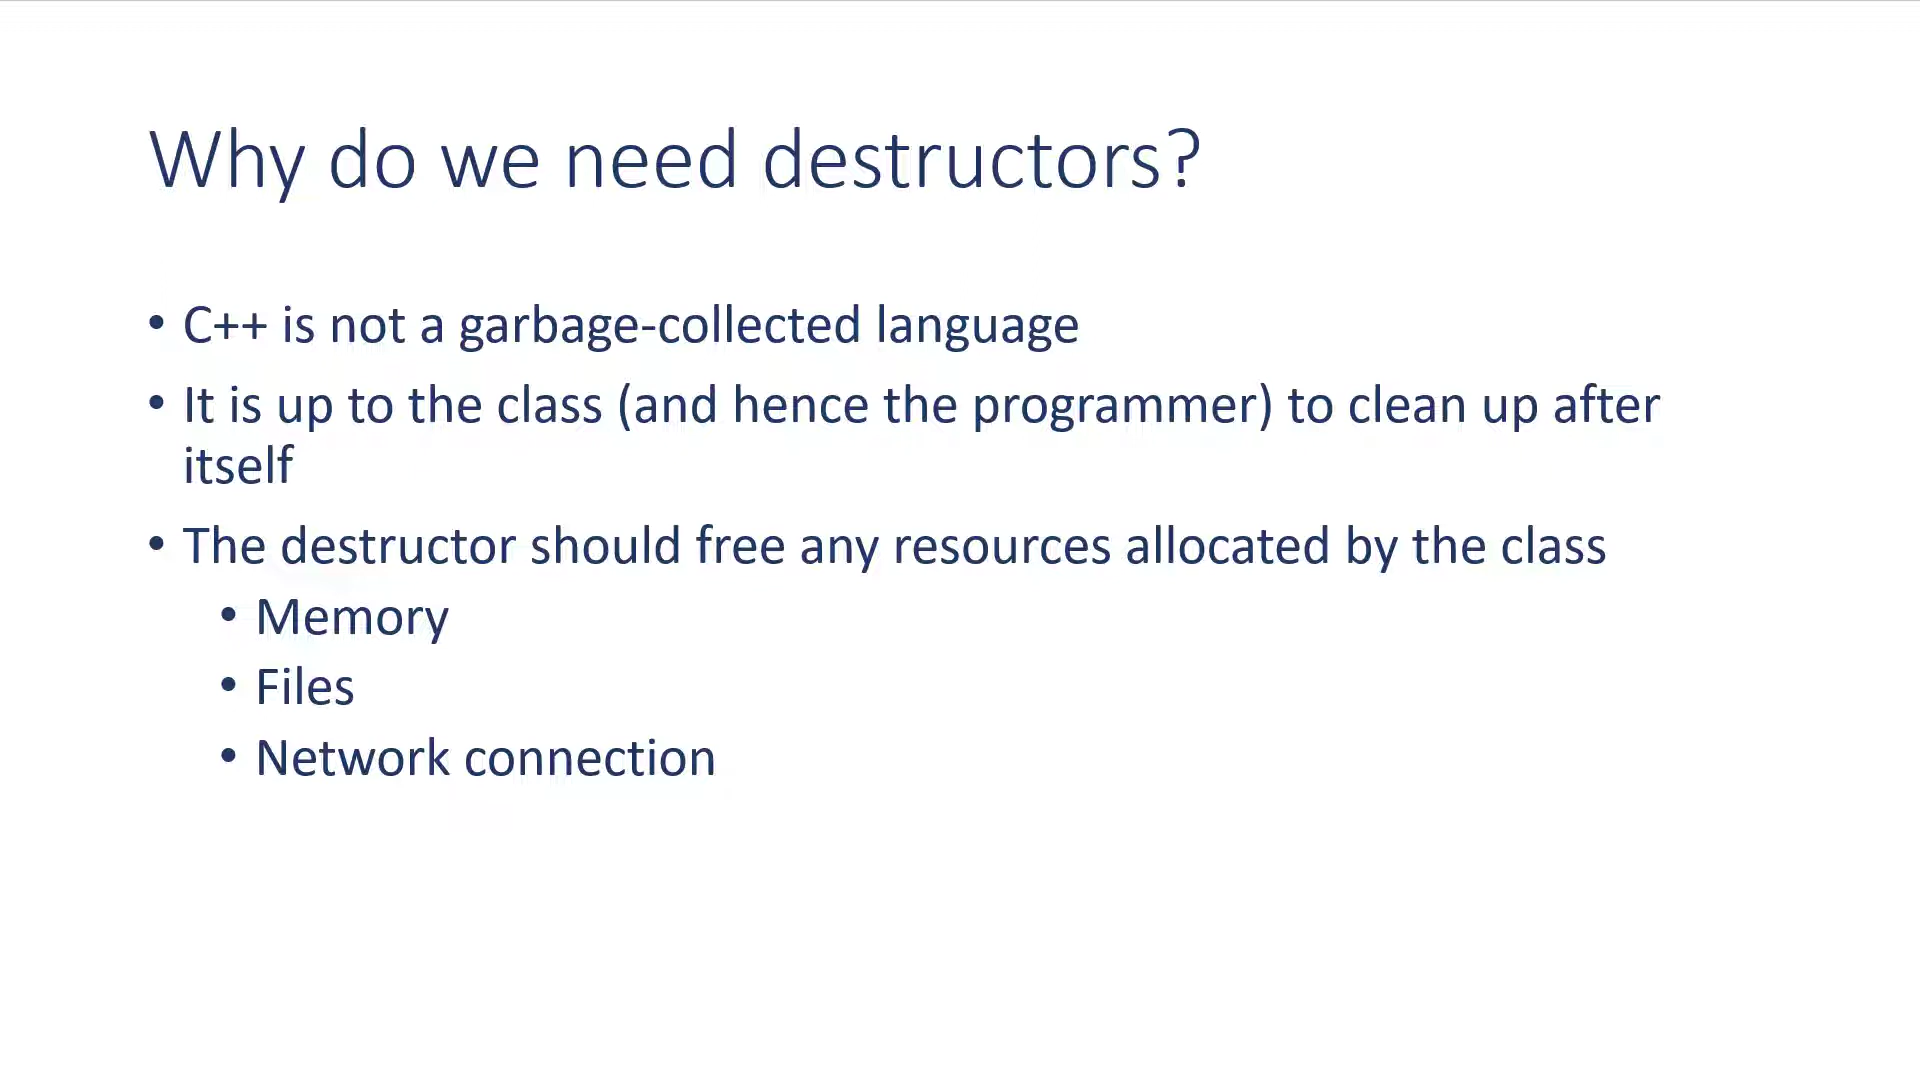 Why do we need destructors?
• C++ is not a garbage-collected language
• It is up to the class (and hence the programmer) to clean up after
itself
• The destructor should free any resources allocated by the class
• Memory
• Files
• Network connection